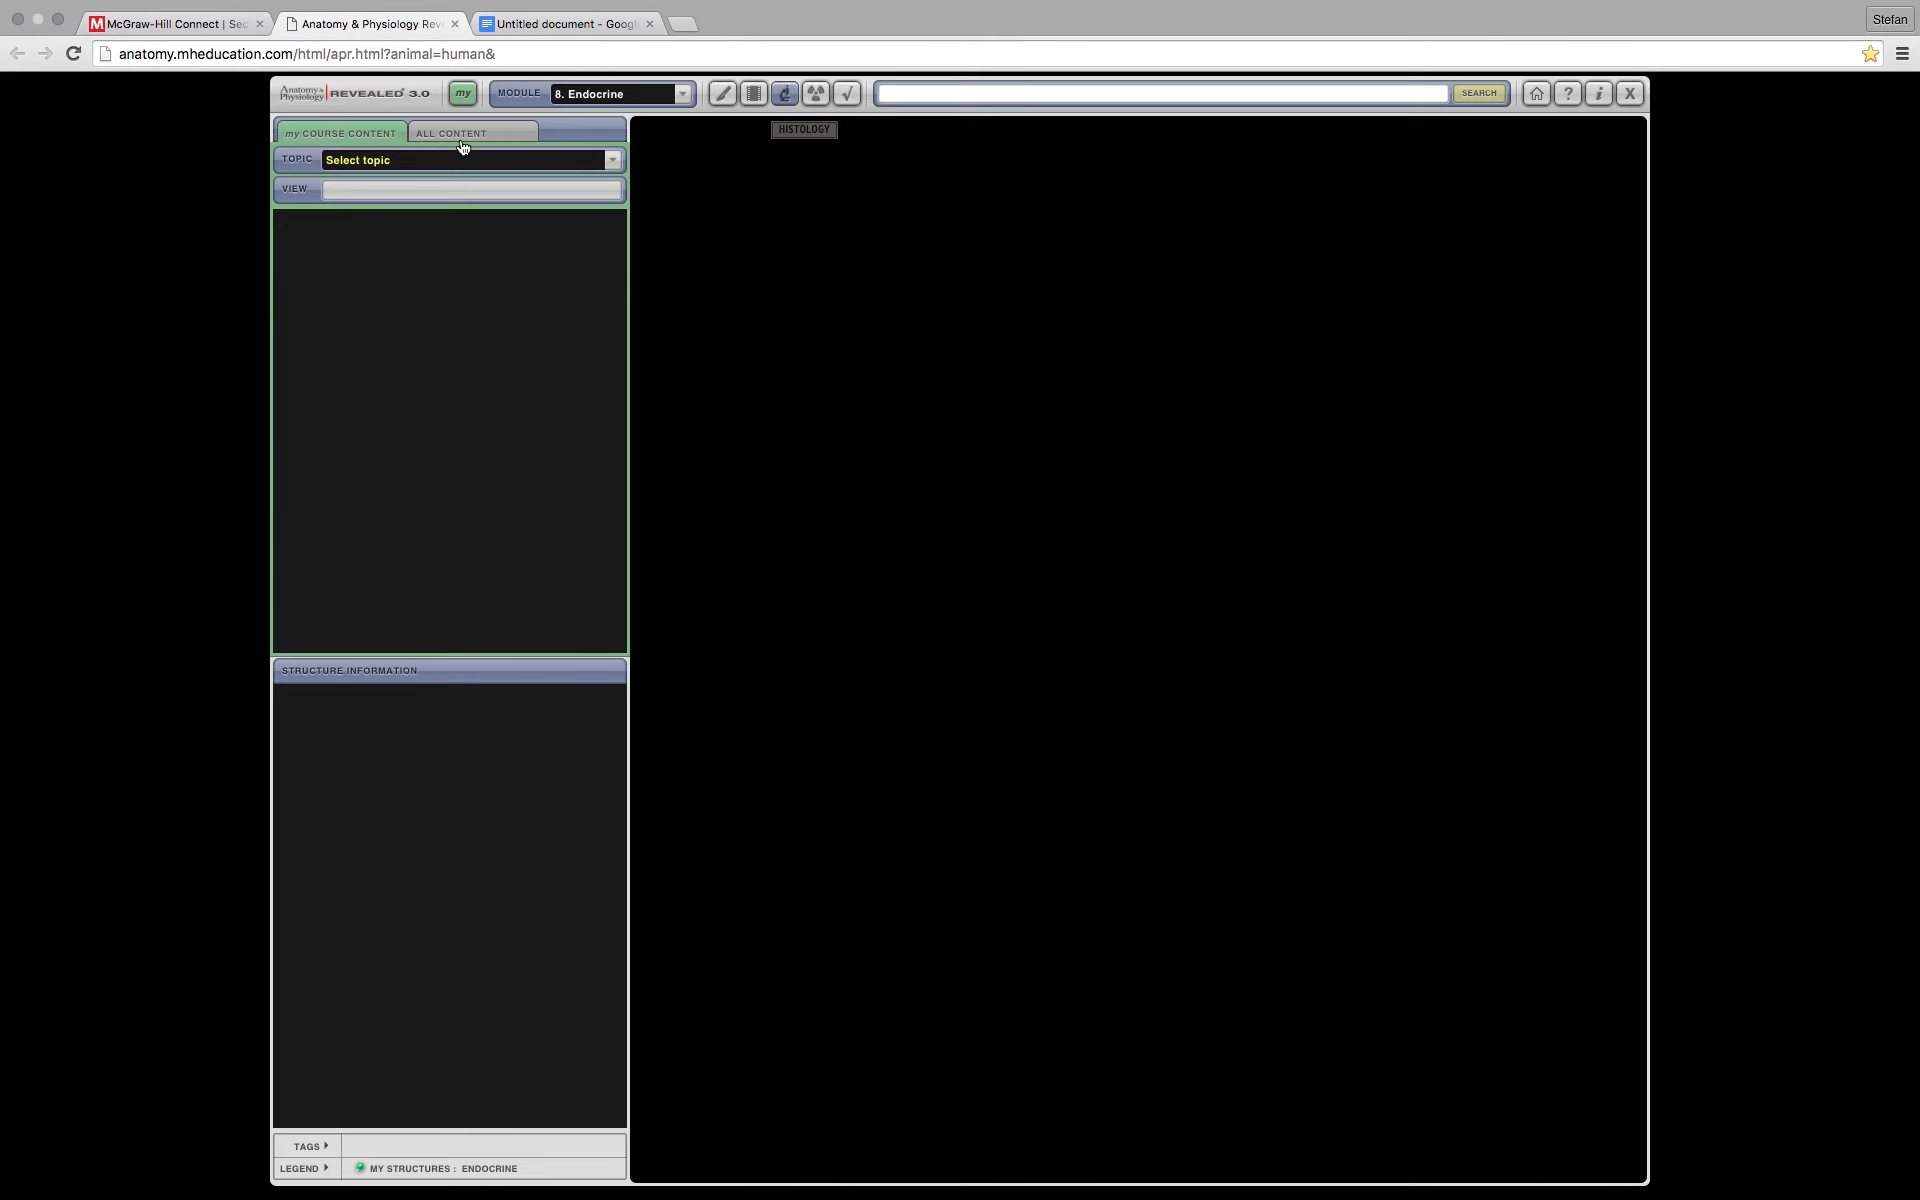 McGraw-Hill Connect | Sec
Anatomy & Physiology Rev
Untitled document - Googl
Stefan
anatomy.mheducation.com/html/apr.html?animal=human&
Anatomy & Physiology REVEALED 3.0
my
MODULE
8. Endocrine
SEARCH
?
i
X
my COURSE CONTENT
ALL CONTENT
HISTOLOGY
TOPIC
Select topic
VIEW
STRUCTURE INFORMATION
TAGS
LEGEND
MY STRUCTURES : ENDOCRINE